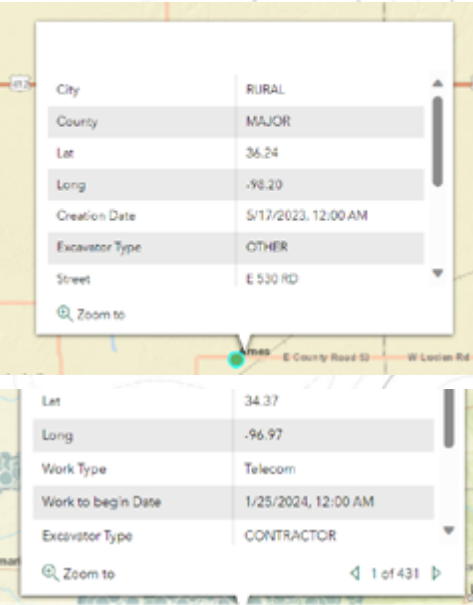 412
City RURAL
County MAJOR
Lat 36.24
Long -98.20
Creation Date 5/17/2023, 12:00 AM
Excavator Type OTHER
Street E 530 RD
Zoom to
Ames E County Road 53 W Lucien Rd
Lat 34.37
Long -96.97
Work Type Telecom
Work to begin Date 1/25/2024, 12:00 AM
Excavator Type CONTRACTOR
Zoom to 1 of 431